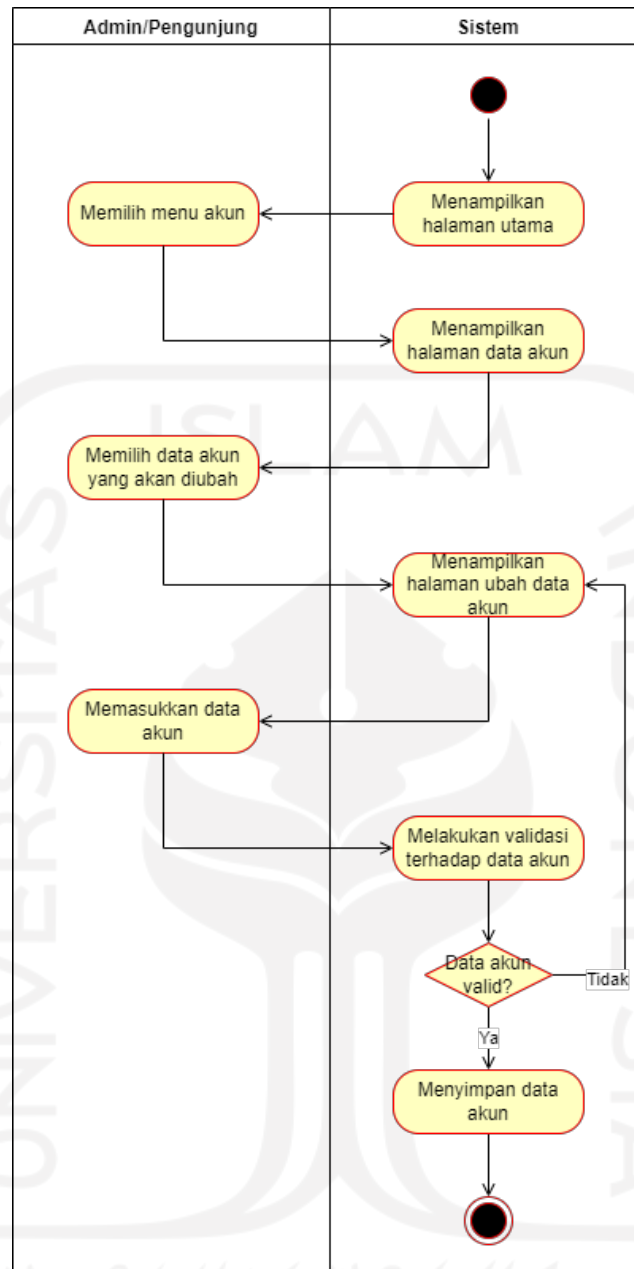 Admin/Pengunjung
Sistem
Menampilkan
halaman utama
Memilih menu akun
Menampilkan
halaman data akun
ISLAM
Memilih data akun
yang akan diubah
UNIVERSITAS
Menampilkan
halaman ubah data
akun
Memasukkan data
akun
Melakukan validasi
terhadap data akun
Data akun
valid?
Tidak
Ya
Menyimpan data
akun